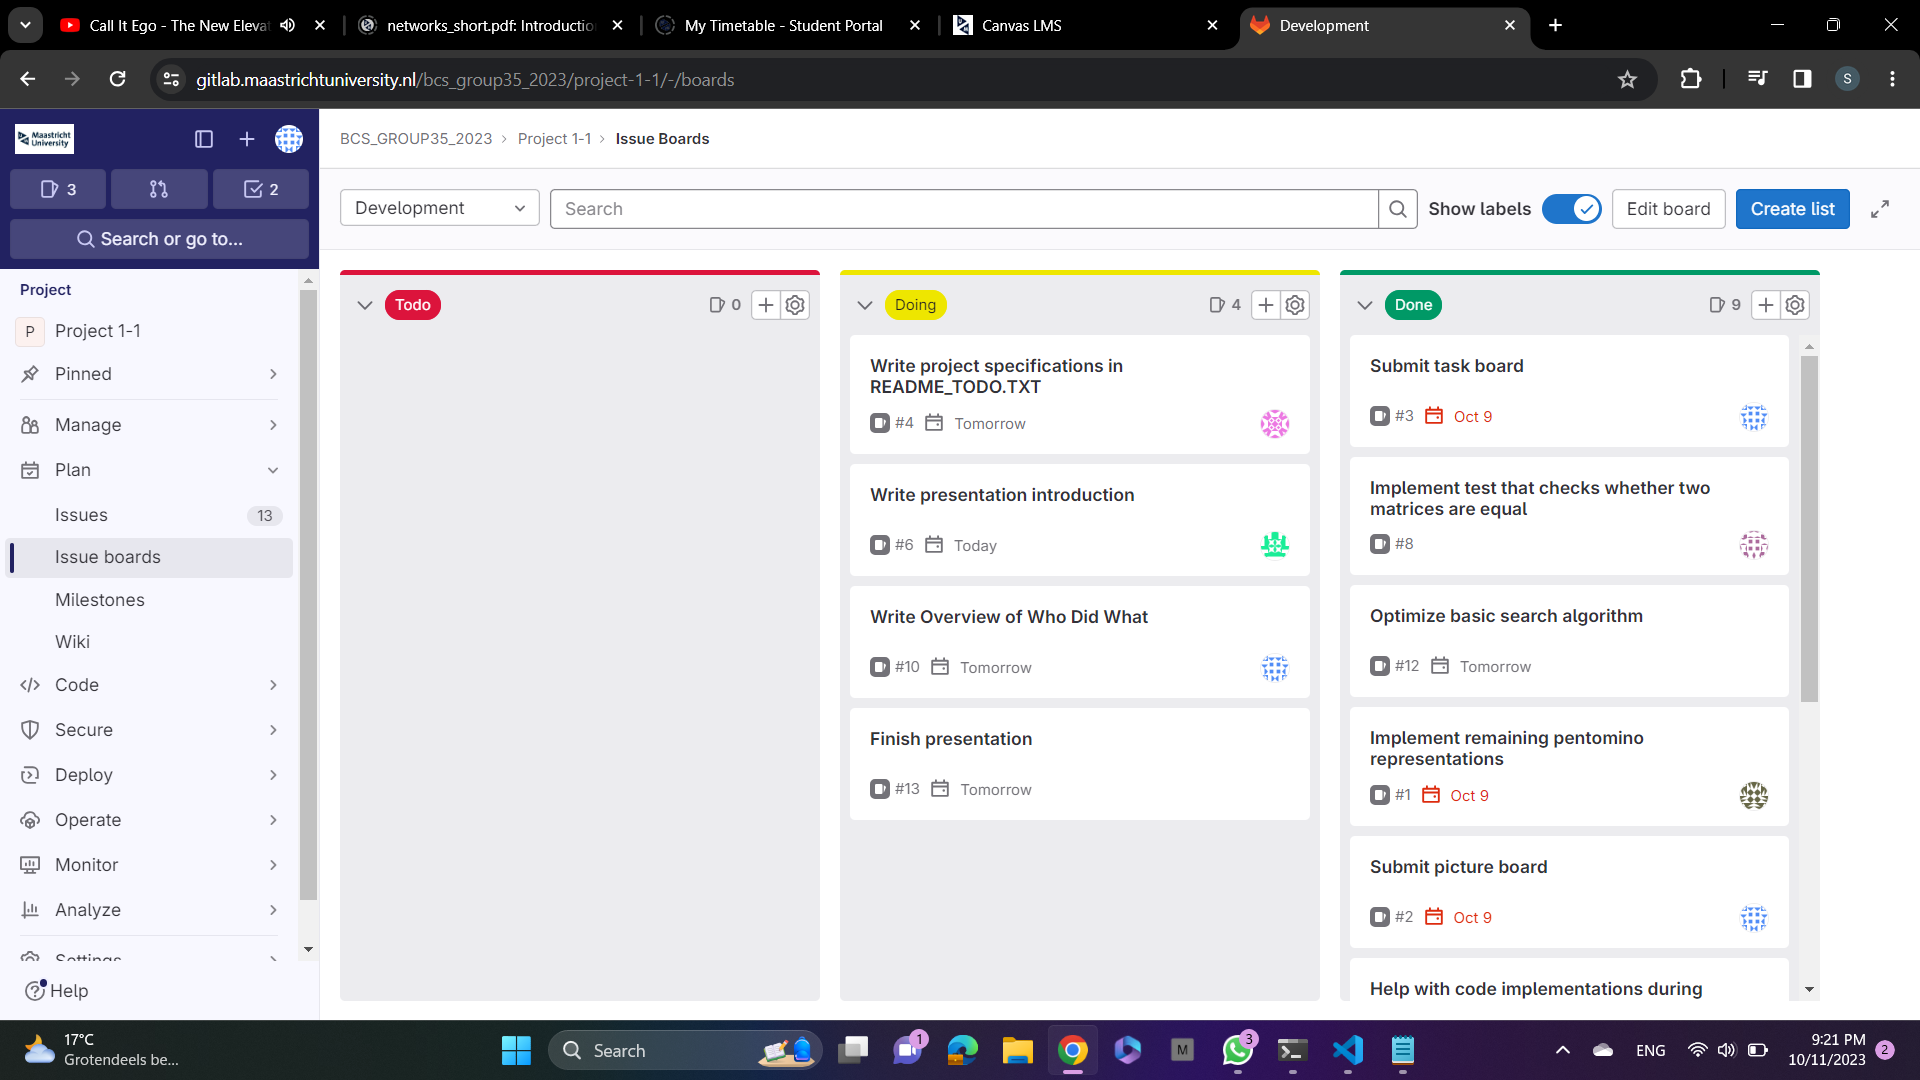 Call It Ego - The New Elevat
networks_short.pdf: Introductio
My Timetable - Student Portal
Canvas LMS
Development
gitlab.maastrichtuniversity.nl/bcs_group35_2023/project-1-1/-/boards
S
Maastricht
University
3
2
Search or go to...
Project
P
Project 1-1
Pinned
Manage
Plan
Issues
13
Issue boards
Milestones
Wiki
Code
Secure
Deploy
Operate
Monitor
Analyze
Settings
Help
BCS_GROUP35_2023 › Project 1-1 › Issue Boards
Development
Search
Show labels
Edit board
Create list
Todo
0
Doing
4
Write project specifications in
README_TODO.TXT
#4
Tomorrow
Write presentation introduction
#6
Today
Write Overview of Who Did What
#10
Tomorrow
Finish presentation
#13
Tomorrow
Done
9
Submit task board
#3
Oct 9
Implement test that checks whether two
matrices are equal
#8
Optimize basic search algorithm
#12
Tomorrow
Implement remaining pentomino
representations
#1
Oct 9
Submit picture board
#2
Oct 9
Help with code implementations during
17°C
Grotendeels be...
Search
1
M
3
ENG
9:21 PM
10/11/2023
2